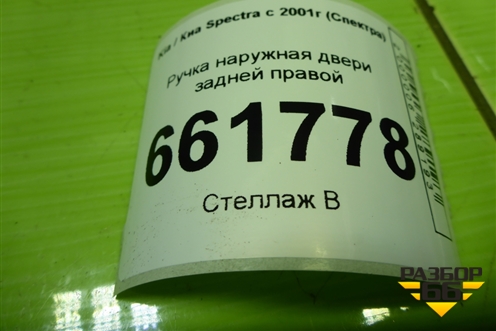 Kia / Киа Spectra с 2001г (Спектра)
Ручка наружная двери
задней правой
661778
Стеллаж В
РАЗБОР
66